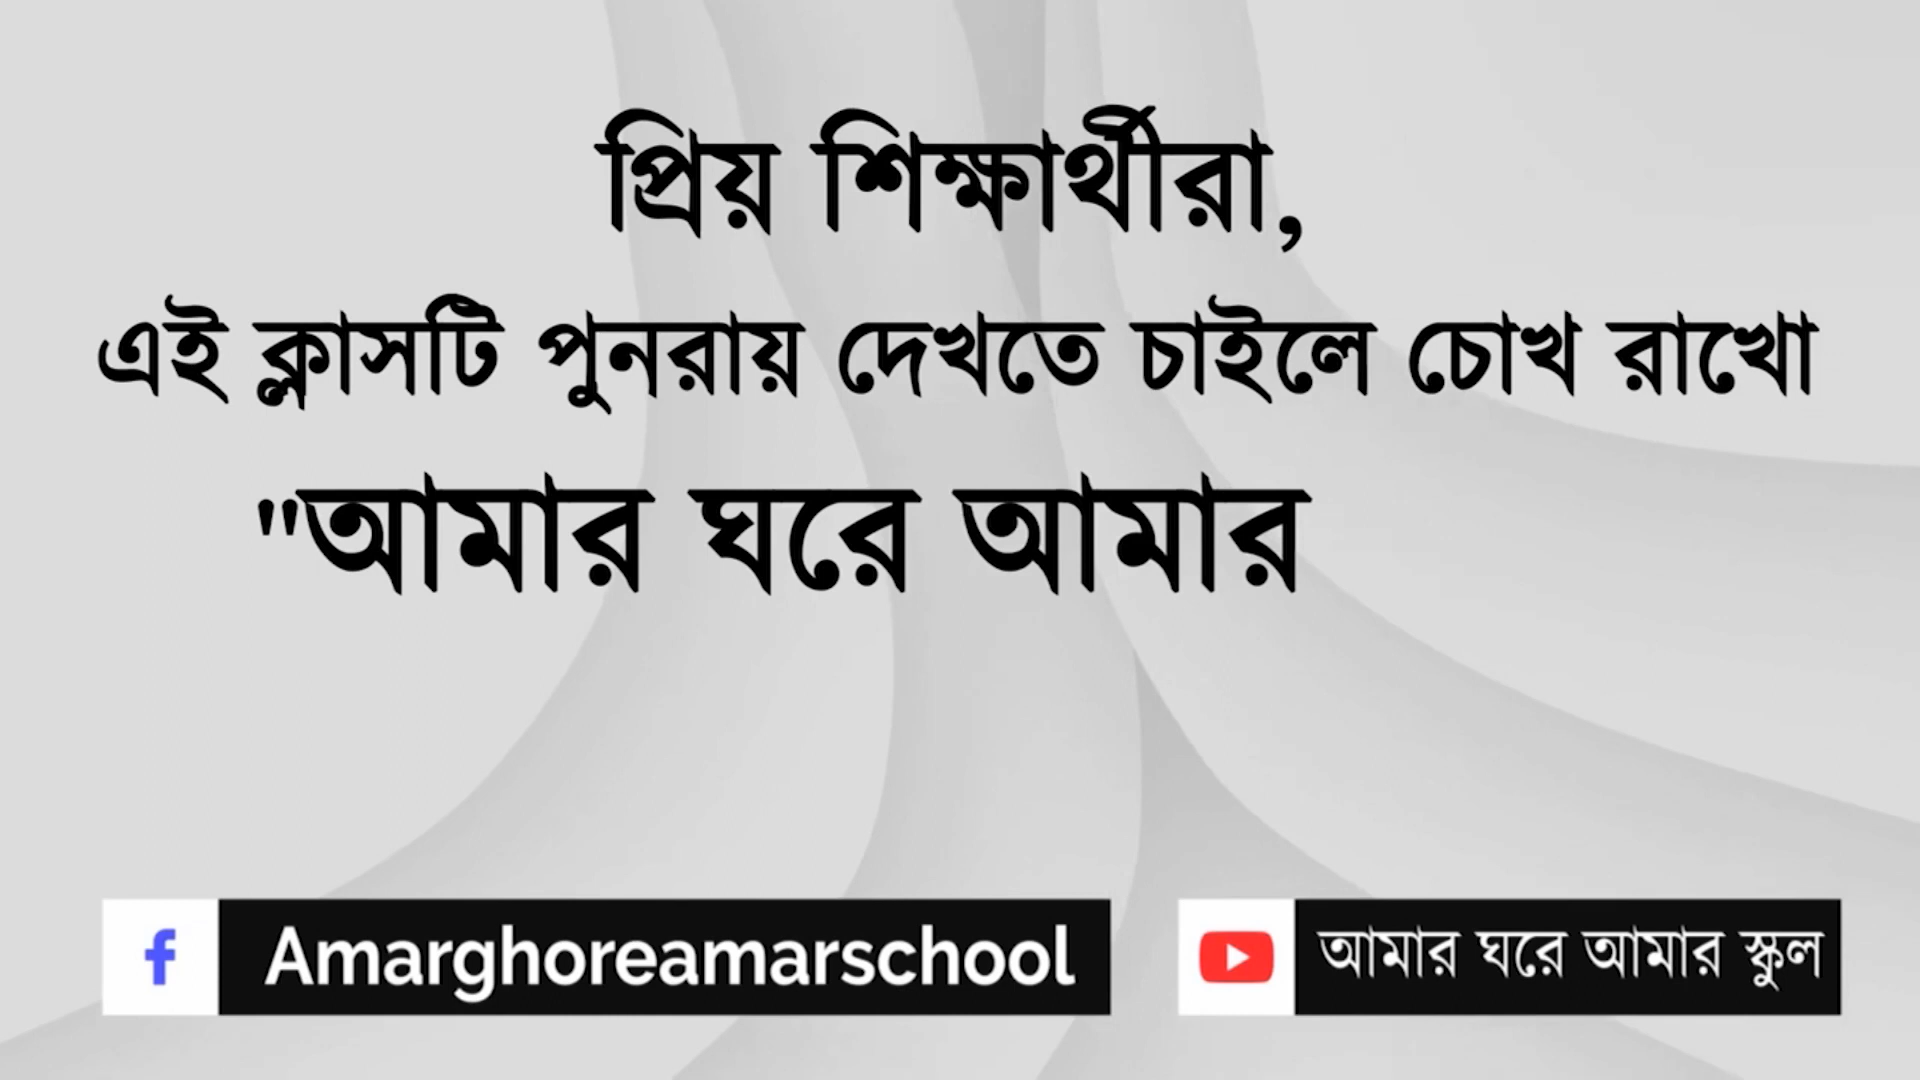 প্রিয় শিক্ষার্থীরা,
এই ক্লাসটি পুনরায় দেখতে চাইলে চোখ রাখো
"আমার ঘরে আমার
Amarghoreamarschool
আমার ঘরে আমার স্কুল